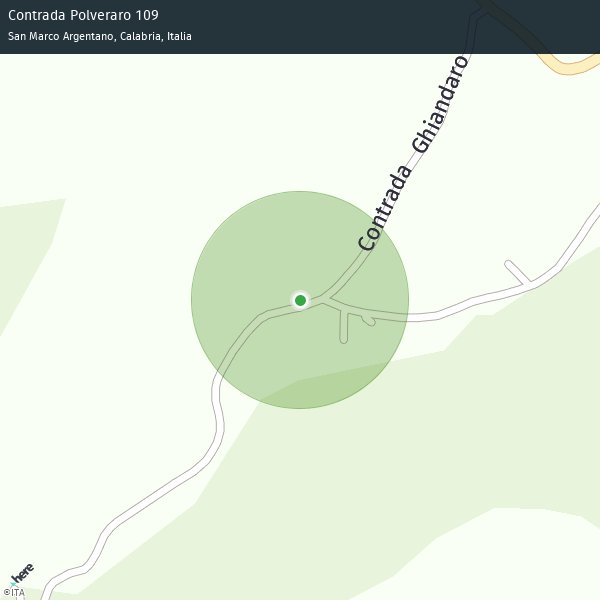 Contrada Polveraro 109
San Marco Argentano, Calabria, Italia
Contrada Ghiandaro
here
©ITA